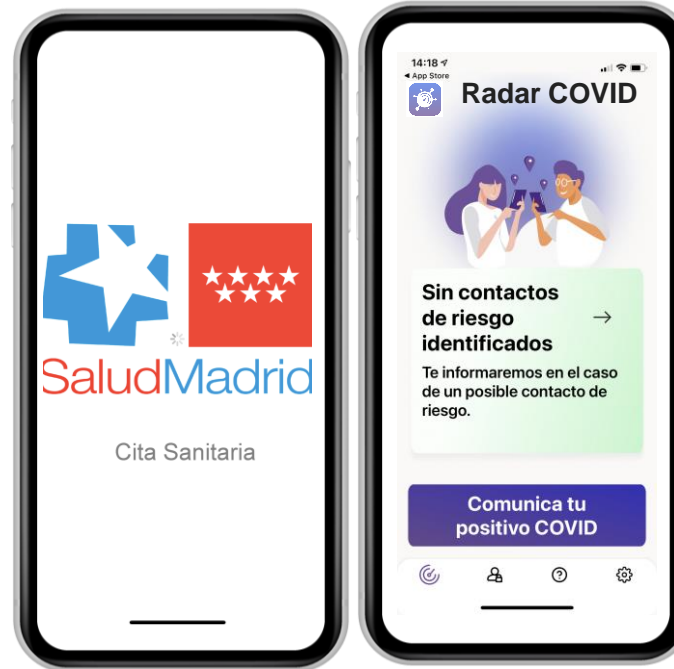 SaludMadrid
Cita Sanitaria
14:18
◀ App Store
Radar COVID
Sin contactos
de riesgo
identificados
Te informaremos en el caso
de un posible contacto de
riesgo.
Comunica tu
positivo COVID